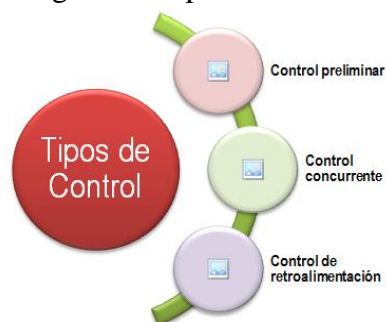 Tipos de
Control
Control preliminar
Control
concurrente
Control de
retroalimentación